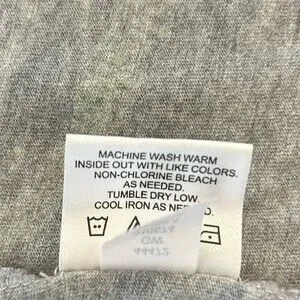 MACHINE WASH WARM
INSIDE OUT WITH LIKE COLORS.
NON-CHLORINE BLEACH
AS NEEDED.
TUMBLE DRY LOW.
COOL IRON AS NEEDED.